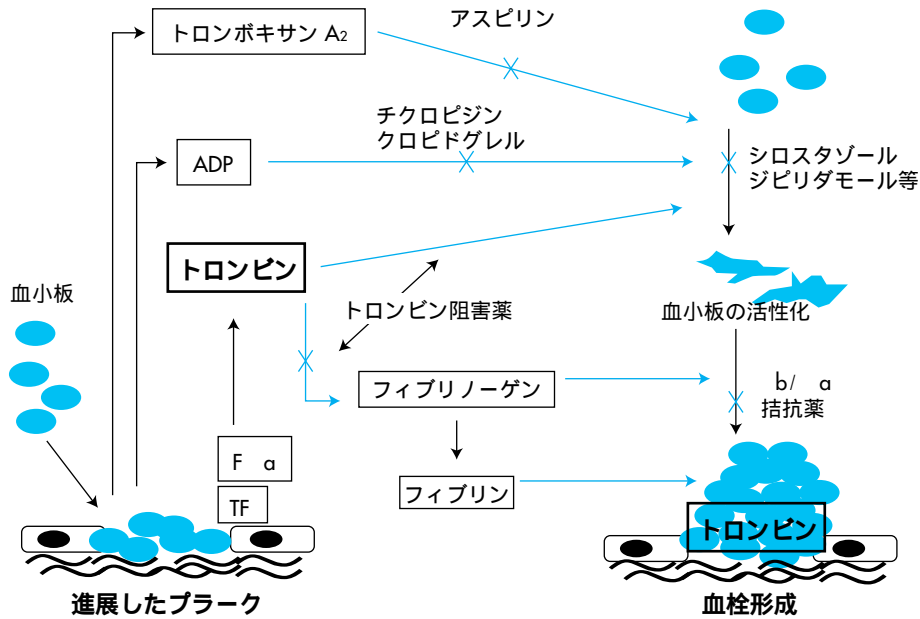 トロンボキサン A2
アスピリン
チクロピジン
クロピドグレル
ADP
シロスタゾール
ジピリダモール等
トロンビン
血小板
トロンビン阻害薬
血小板の活性化
フィブリノーゲン
b/ a
拮抗薬
F a
フィブリン
TF
トロンビン
進展したプラーク
血栓形成